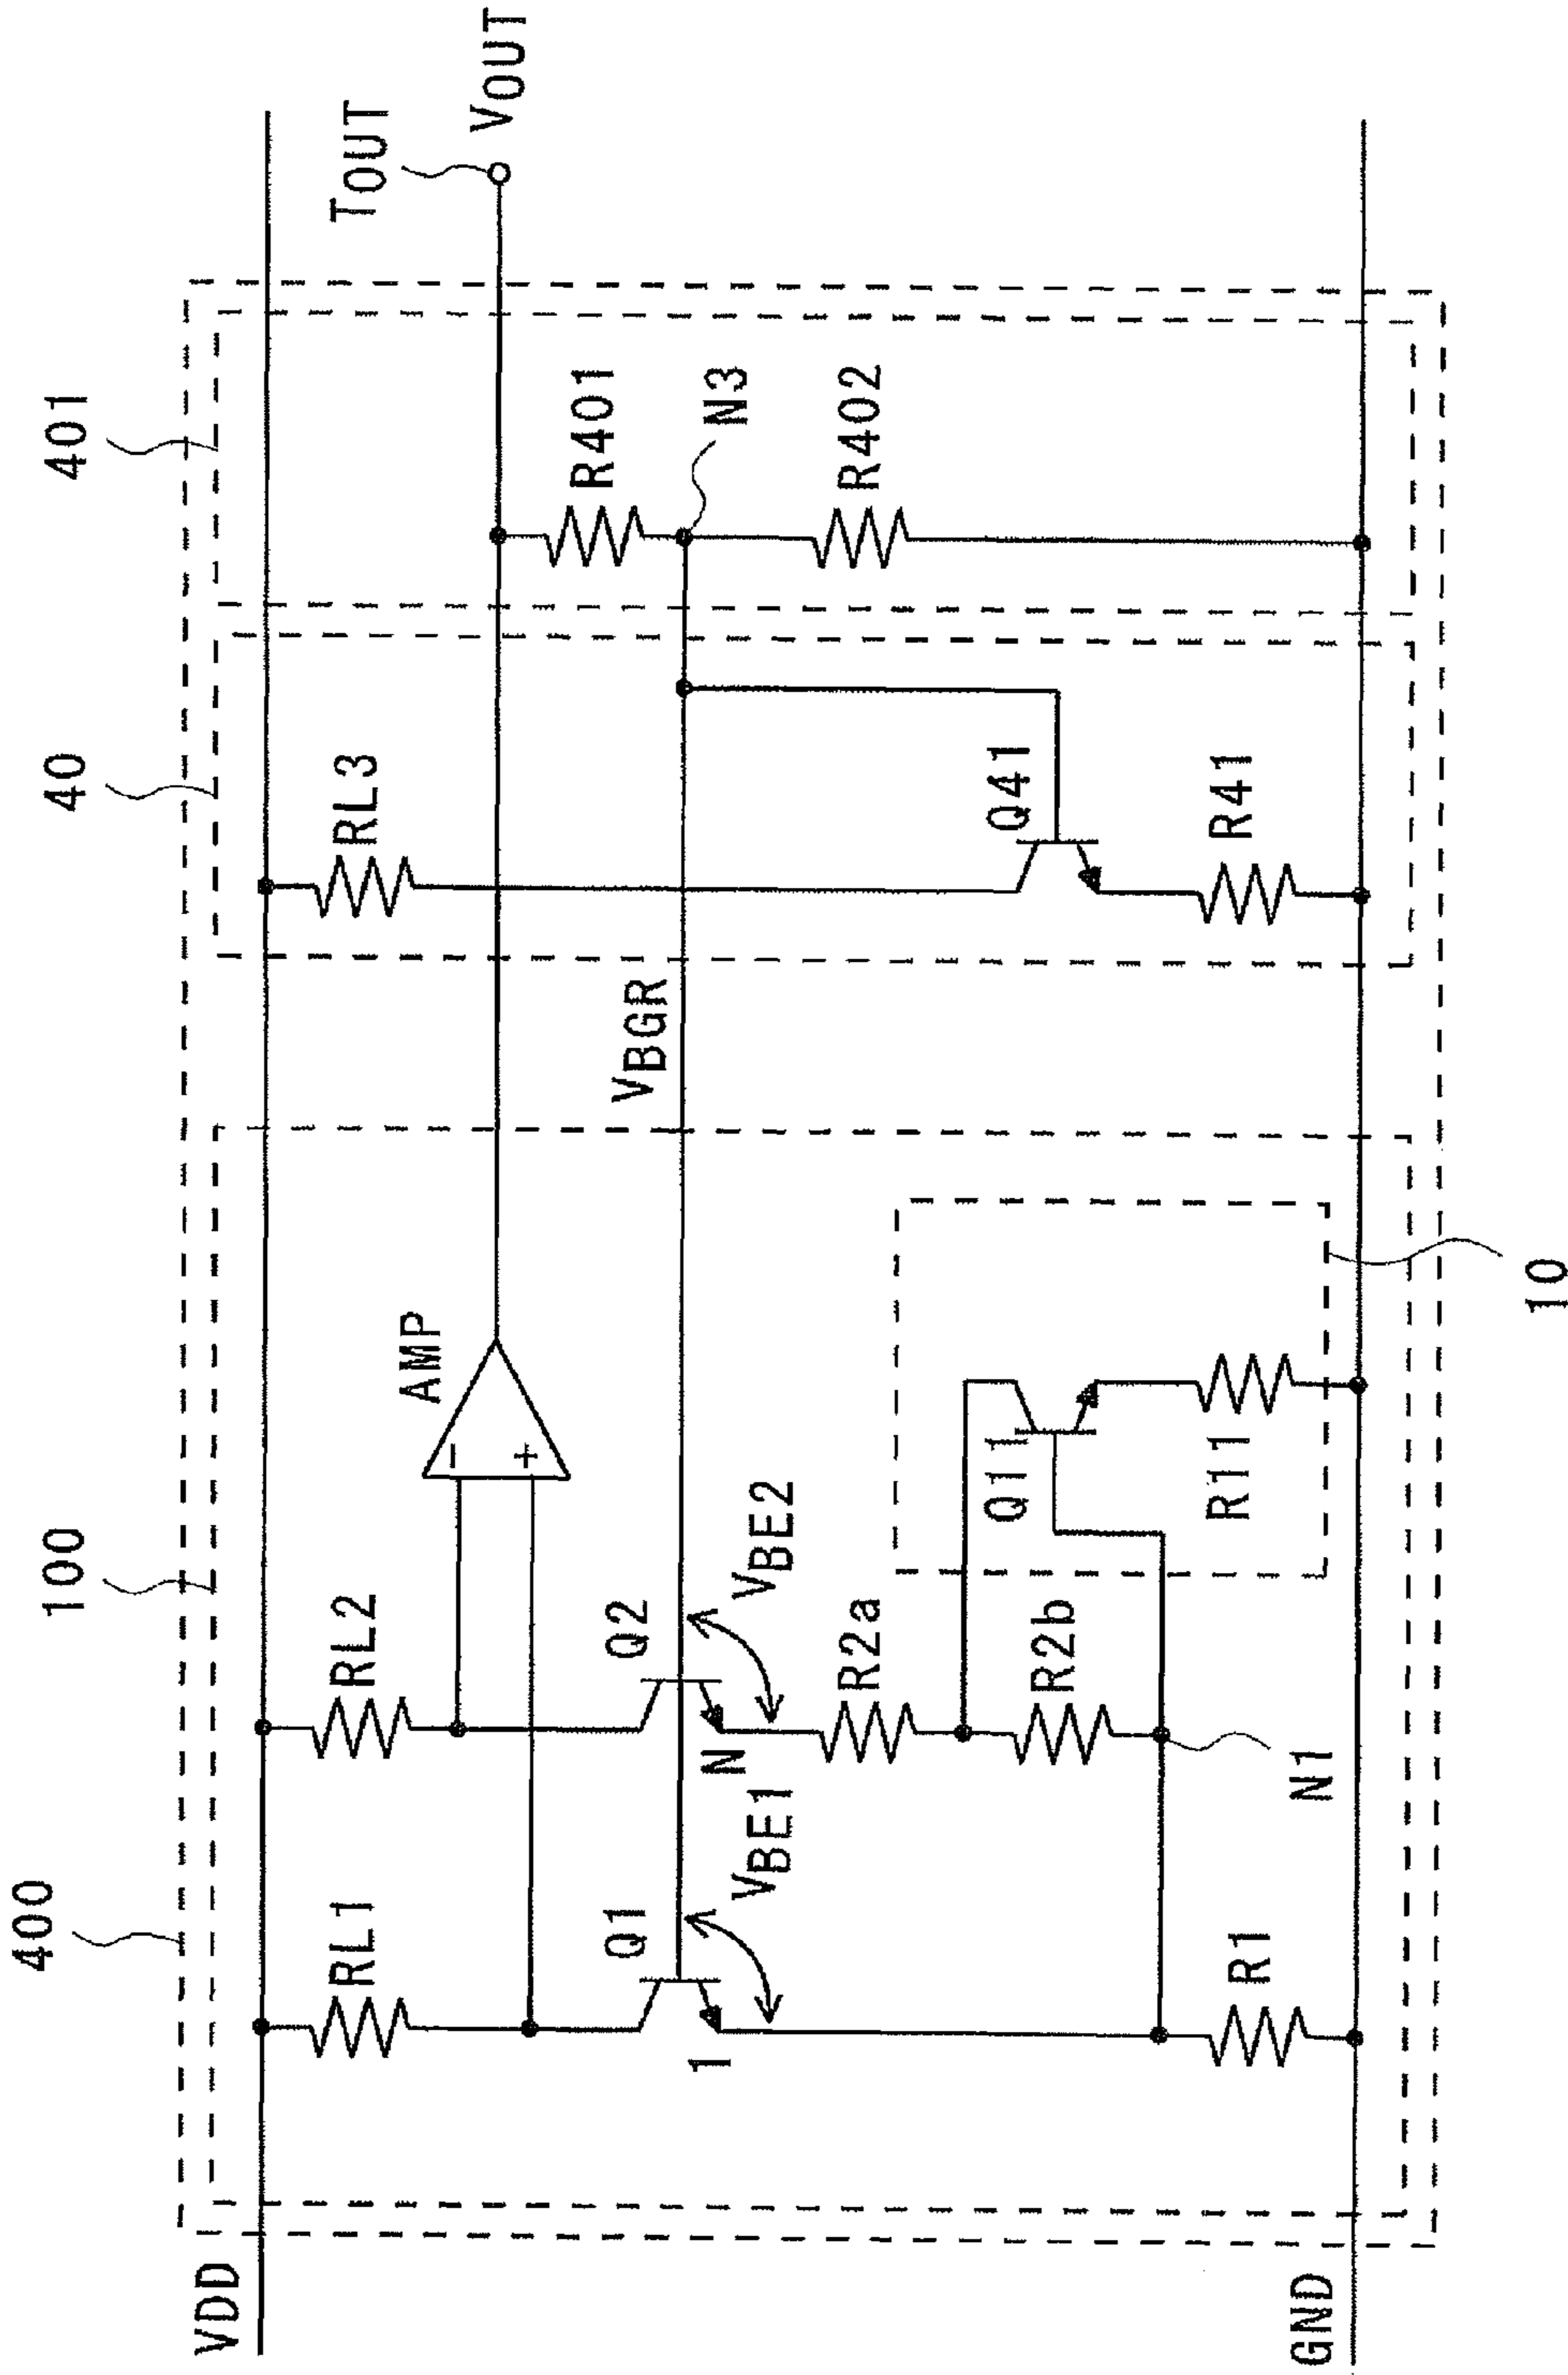 400
100
40
401
VDD
RL1
RL2
AMP
RL3
TOUT
VOUT
−
+
Q1
Q2
VBGR
R401
N3
1
VBE1
N
VBE2
R2a
R2b
Q11
Q41
R402
R1
N1
R11
R41
GND
10